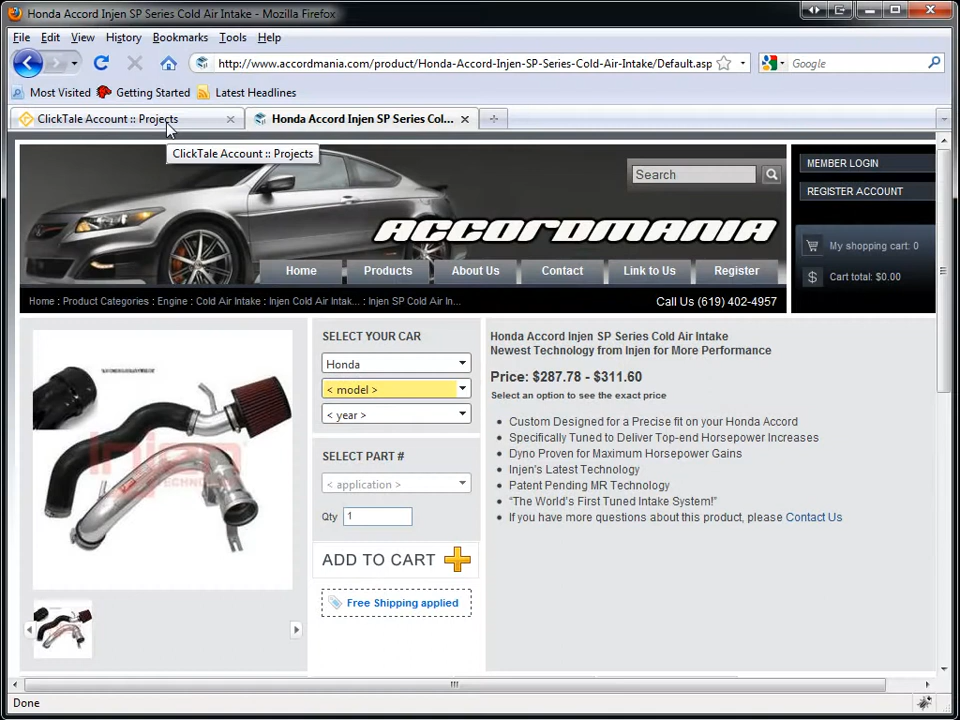 Honda Accord Injen SP Series Cold Air Intake - Mozilla Firefox
File Edit View History Bookmarks Tools Help
http://www.accordmania.com/product/Honda-Accord-Injen-SP-Series-Cold-Air-Intake/Default.asp
Google
Most Visited Getting Started Latest Headlines
ClickTale Account :: Projects
Honda Accord Injen SP Series Col...
ClickTale Account :: Projects
Search
MEMBER LOGIN
REGISTER ACCOUNT
ACCORDMANIA
My shopping cart: 0
Cart total: $0.00
Home Products About Us Contact Link to Us Register
Home : Product Categories : Engine : Cold Air Intake : Injen Cold Air Intak... : Injen SP Cold Air In...
Call Us (619) 402-4957
SELECT YOUR CAR
Honda
< model >
< year >
SELECT PART #
< application >
Qty 1
ADD TO CART
Free Shipping applied
Honda Accord Injen SP Series Cold Air Intake
Newest Technology from Injen for More Performance
Price: $287.78 - $311.60
Select an option to see the exact price
• Custom Designed for a Precise fit on your Honda Accord
• Specifically Tuned to Deliver Top-end Horsepower Increases
• Dyno Proven for Maximum Horsepower Gains
• Injen's Latest Technology
• Patent Pending MR Technology
• "The World's First Tuned Intake System!"
• If you have more questions about this product, please Contact Us
injen
TECHNOLOGY
Done